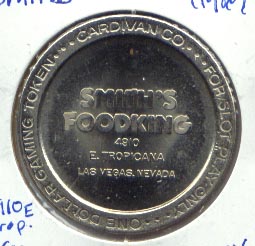 CARDIVAN CO.
FOR SLOT PLAY ONLY
ONE DOLLAR GAMING TOKEN
SMITH'S
FOODKING
4910
E. TROPICANA
LAS VEGAS, NEVADA